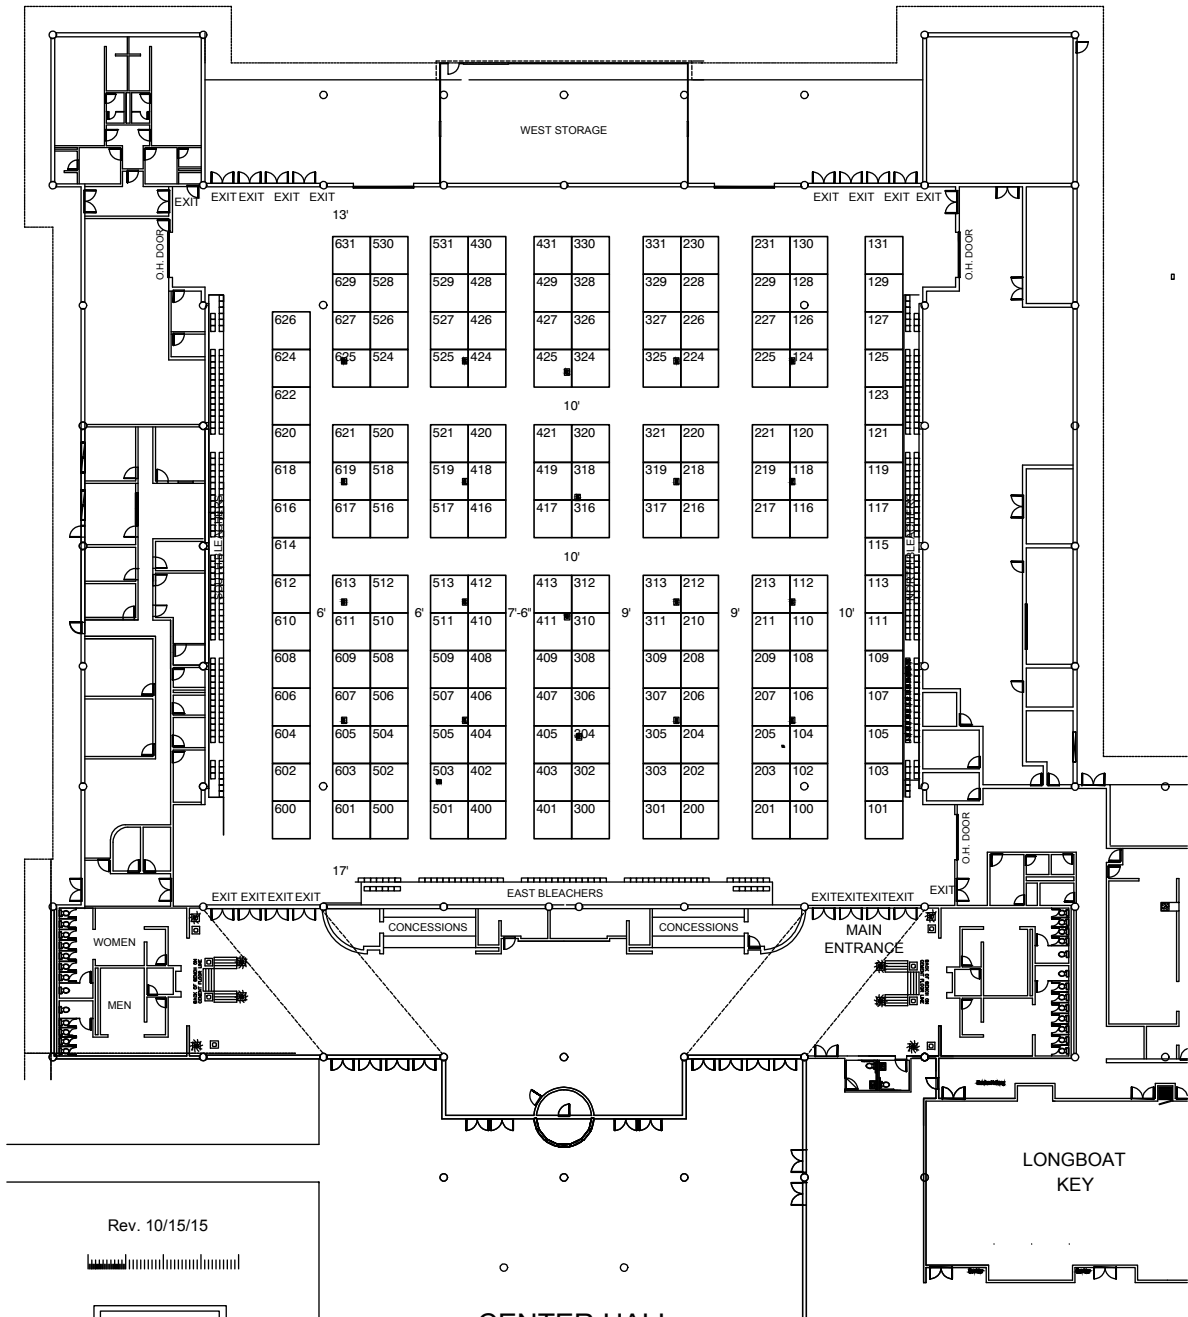 WEST STORAGE
EXIT EXIT EXIT EXIT EXIT
EXIT EXIT EXIT EXIT
13'
O.H. DOOR
O.H. DOOR
631 530 531 430 431 330 331 230 231 130 131
629 528 529 428 429 328 329 228 229 128 129
626 627 526 527 426 427 326 327 226 227 126 127
624 625 524 525 424 425 324 325 224 225 124 125
622 123
10'
620 621 520 521 420 421 320 321 220 221 120 121
618 619 518 519 418 419 318 319 218 219 118 119
616 617 516 517 416 417 316 317 216 217 116 117
614 115
10'
612 613 512 513 412 413 312 313 212 213 112 113
610 6' 611 510 6' 511 410 7'-6" 411 310 9' 311 210 9' 211 110 10' 111
608 609 508 509 408 409 308 309 208 209 108 109
606 607 506 507 406 407 306 307 206 207 106 107
604 605 504 505 404 405 304 305 204 205 104 105
602 603 502 503 402 403 302 303 202 203 102 103
600 601 500 501 400 401 300 301 200 201 100 101
O.H. DOOR
17'
EAST BLEACHERS
EXIT EXIT EXIT EXIT
EXIT EXIT EXIT EXIT EXIT
CONCESSIONS
CONCESSIONS
MAIN
ENTRANCE
WOMEN
MEN
LONGBOAT
KEY
Rev. 10/15/15
CENTER HALL